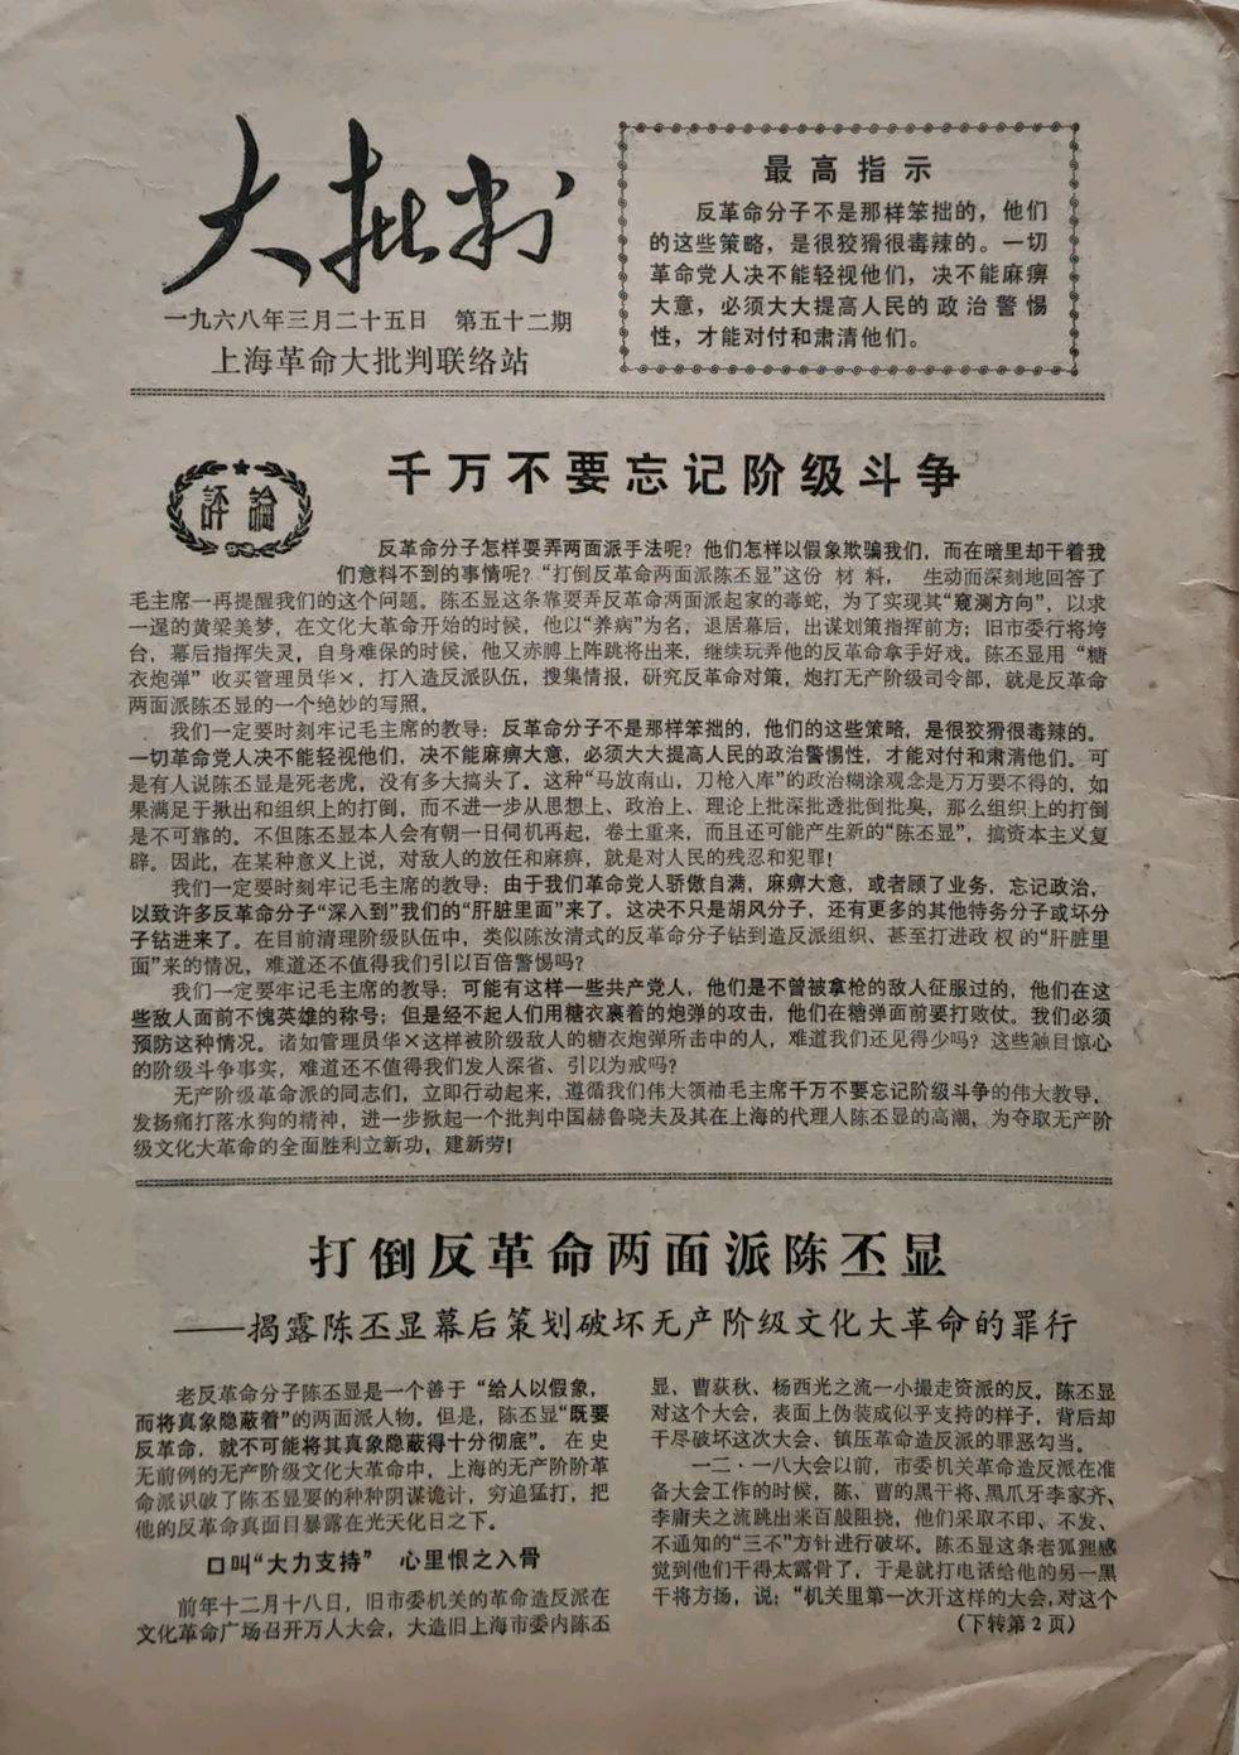 大批判
一九六八年三月二十五日　第五十二期
上海革命大批判联络站
最高指示
反革命分子不是那样笨拙的，他们
的这些策略，是很狡猾很毒辣的。一切
革命党人决不能轻视他们，决不能麻痹
大意，必须大大提高人民的政治警惕
性，才能对付和肃清他们。
評論
千万不要忘记阶级斗争
反革命分子怎样耍弄两面派手法呢？他们怎样以假象欺骗我们，而在暗里却干着我
们意料不到的事情呢？“打倒反革命两面派陈丕显”这份材料，　生动而深刻地回答了
毛主席一再提醒我们的这个问题。陈丕显这条靠耍弄反革命两面派起家的毒蛇，为了实现其“窥测方向”，以求
一逞的黄梁美梦，在文化大革命开始的时候，他以“养病”为名，退居幕后，出谋划策指挥前方；旧市委行将垮
台，幕后指挥失灵，自身难保的时候，他又赤膊上阵跳将出来，继续玩弄他的反革命拿手好戏。陈丕显用“糖
衣炮弹”收买管理员华×，打入造反派队伍，搜集情报，研究反革命对策，炮打无产阶级司令部，就是反革命
两面派陈丕显的一个绝妙的写照。
我们一定要时刻牢记毛主席的教导：反革命分子不是那样笨拙的，他们的这些策略，是很狡猾很毒辣的。
一切革命党人决不能轻视他们，决不能麻痹大意，必须大大提高人民的政治警惕性，才能对付和肃清他们。可
是有人说陈丕显是死老虎，没有多大搞头了。这种“马放南山，刀枪入库”的政治糊涂观念是万万要不得的，如
果满足于揪出和组织上的打倒，而不进一步从思想上、政治上、理论上批深批透批倒批臭，那么组织上的打倒
是不可靠的。不但陈丕显本人会有朝一日伺机再起，卷土重来，而且还可能产生新的“陈丕显”，搞资本主义复
辟。因此，在某种意义上说，对敌人的放任和麻痹，就是对人民的残忍和犯罪！
我们一定要时刻牢记毛主席的教导：由于我们革命党人骄傲自满，麻痹大意，或者顾了业务，忘记政治，
以致许多反革命分子“深入到”我们的“肝脏里面”来了。这决不只是胡风分子，还有更多的其他特务分子或坏分
子钻进来了。在目前清理阶级队伍中，类似陈汝清式的反革命分子钻到造反派组织、甚至打进政权的“肝脏里
面”来的情况，难道还不值得我们引以百倍警惕吗？
我们一定要牢记毛主席的教导：可能有这样一些共产党人，他们是不曾被拿枪的敌人征服过的，他们在这
些敌人面前不愧英雄的称号；但是经不起人们用糖衣裹着的炮弹的攻击，他们在糖弹面前要打败仗。我们必须
预防这种情况。诸如管理员华×这样被阶级敌人的糖衣炮弹所击中的人，难道我们还见得少吗？这些触目惊心
的阶级斗争事实，难道还不值得我们发人深省、引以为戒吗？
无产阶级革命派的同志们，立即行动起来，遵循我们伟大领袖毛主席千万不要忘记阶级斗争的伟大教导，
发扬痛打落水狗的精神，进一步掀起一个批判中国赫鲁晓夫及其在上海的代理人陈丕显的高潮，为夺取无产阶
级文化大革命的全面胜利立新功，建新劳！
打倒反革命两面派陈丕显
——揭露陈丕显幕后策划破坏无产阶级文化大革命的罪行
老反革命分子陈丕显是一个善于“给人以假象，
而将真象隐蔽着”的两面派人物。但是，陈丕显“既要
反革命，就不可能将其真象隐蔽得十分彻底”。在史
无前例的无产阶级文化大革命中，上海的无产阶阶革
命派识破了陈丕显耍的种种阴谋诡计，穷追猛打，把
他的反革命真面目暴露在光天化日之下。
口叫“大力支持”　心里恨之入骨
前年十二月十八日，旧市委机关的革命造反派在
文化革命广场召开万人大会，大造旧上海市委内陈丕
显、曹荻秋、杨西光之流一小撮走资派的反。陈丕显
对这个大会，表面上伪装成似乎支持的样子，背后却
干尽破坏这次大会、镇压革命造反派的罪恶勾当。
一二·一八大会以前，市委机关革命造反派在准
备大会工作的时候，陈、曹的黑干将、黑爪牙李家齐、
李庸夫之流跳出来百般阻挠，他们采取不印、不发、
不通知的“三不”方针进行破坏。陈丕显这条老狐狸感
觉到他们干得太露骨了，于是就打电话给他的另一黑
干将方扬，说：“机关里第一次开这样的大会，对这个
（下转第2页）